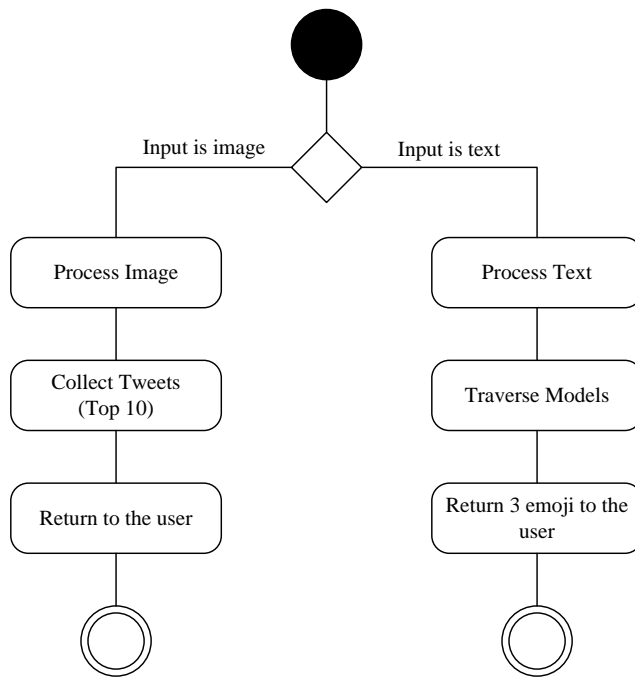 Input is image
Input is text
Process Image
Process Text
Collect Tweets
(Top 10)
Traverse Models
Return to the user
Return 3 emoji to the
user